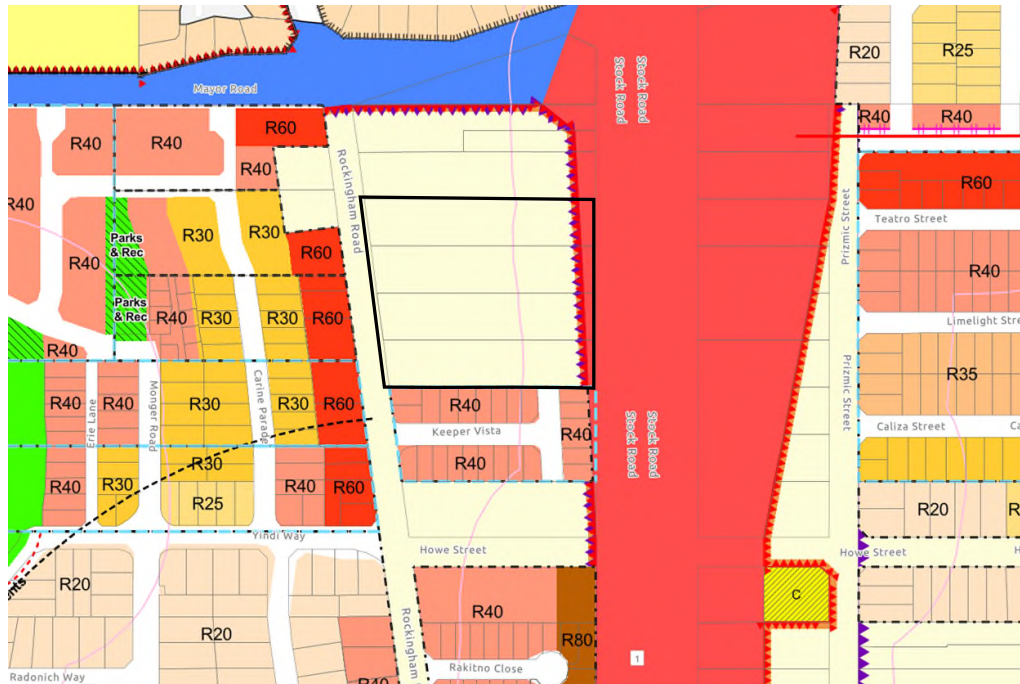 R20
R25
Mayor Road
Stock Road
Stock Road
R40
R40
R60
R40
R40
R40
R60
Rockingham Road
R40
Prizmic Street
Teatro Street
Parks
& Rec
R30
R30
R60
R40
R40
Parks
& Rec
R40
R30
R30
R60
Limelight Street
R40
Prizmic Street
R35
R40
R40
R30
R30
R60
R40
Erie Lane
Monger Road
Carine Parade
Keeper Vista
R40
Stock Road
Stock Road
Caliza Street
Ca
R30
R40
R40
R30
R25
R40
R60
R20
R
Yindi Way
Howe Street
Howe Street
H
R20
nts
C
R20
R40
Rockingham
R80
1
Rakitno Close
Radonich Way
R40